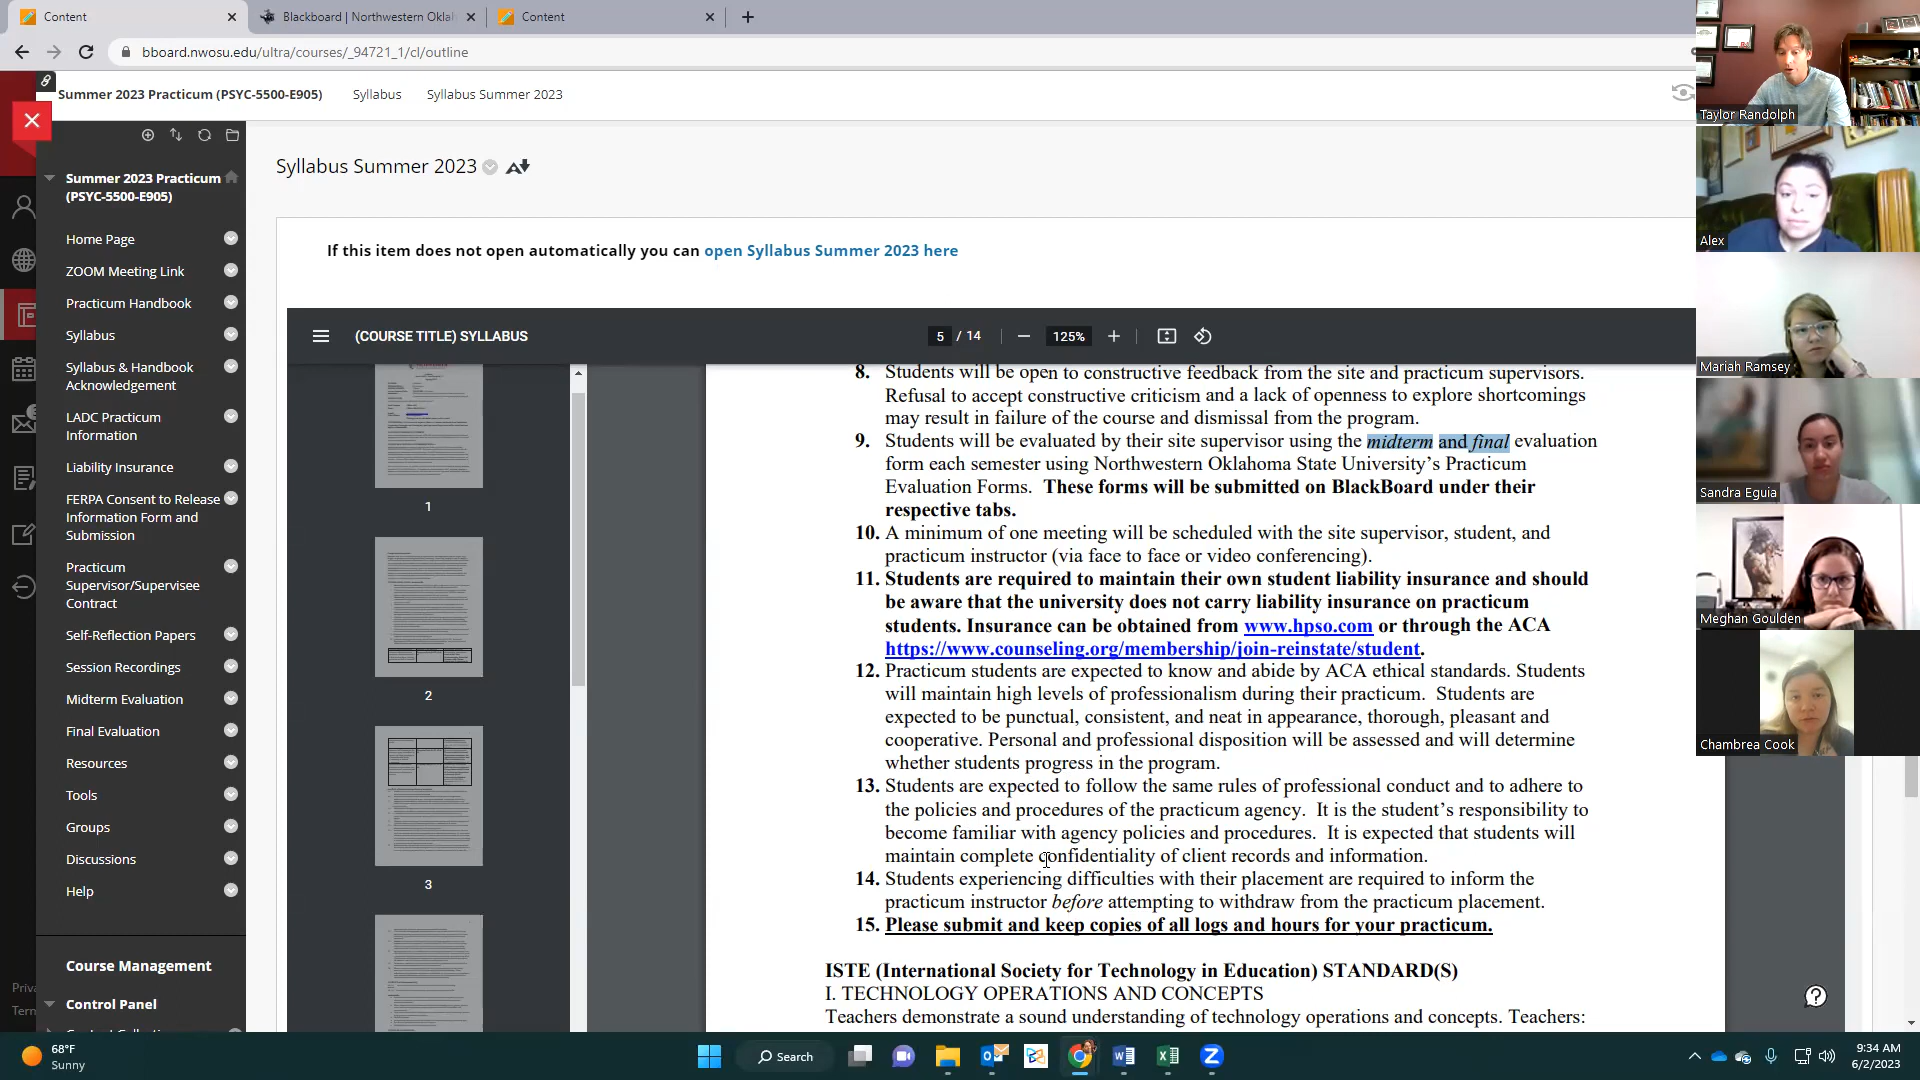 Content
Blackboard | Northwestern Okla
Content
bboard.nwosu.edu/ultra/courses/_94721_1/cl/outline
Summer 2023 Practicum (PSYC-5500-E905)
Syllabus
Syllabus Summer 2023
Summer 2023 Practicum
(PSYC-5500-E905)
Home Page
ZOOM Meeting Link
Practicum Handbook
Syllabus
Syllabus & Handbook
Acknowledgement
LADC Practicum
Information
Liability Insurance
FERPA Consent to Release
Information Form and
Submission
Practicum
Supervisor/Supervisee
Contract
Self-Reflection Papers
Session Recordings
Midterm Evaluation
Final Evaluation
Resources
Tools
Groups
Discussions
Help
Course Management
Control Panel
Syllabus Summer 2023
If this item does not open automatically you can open Syllabus Summer 2023 here
(COURSE TITLE) SYLLABUS
5 / 14
125%
1
2
3
8. Students will be open to constructive feedback from the site and practicum supervisors.
Refusal to accept constructive criticism and a lack of openness to explore shortcomings
may result in failure of the course and dismissal from the program.
9. Students will be evaluated by their site supervisor using the midterm and final evaluation
form each semester using Northwestern Oklahoma State University's Practicum
Evaluation Forms. These forms will be submitted on BlackBoard under their
respective tabs.
10. A minimum of one meeting will be scheduled with the site supervisor, student, and
practicum instructor (via face to face or video conferencing).
11. Students are required to maintain their own student liability insurance and should
be aware that the university does not carry liability insurance on practicum
students. Insurance can be obtained from www.hpso.com or through the ACA
https://www.counseling.org/membership/join-reinstate/student.
12. Practicum students are expected to know and abide by ACA ethical standards. Students
will maintain high levels of professionalism during their practicum. Students are
expected to be punctual, consistent, and neat in appearance, thorough, pleasant and
cooperative. Personal and professional disposition will be assessed and will determine
whether students progress in the program.
13. Students are expected to follow the same rules of professional conduct and to adhere to
the policies and procedures of the practicum agency. It is the student's responsibility to
become familiar with agency policies and procedures. It is expected that students will
maintain complete confidentiality of client records and information.
14. Students experiencing difficulties with their placement are required to inform the
practicum instructor before attempting to withdraw from the practicum placement.
15. Please submit and keep copies of all logs and hours for your practicum.
ISTE (International Society for Technology in Education) STANDARD(S)
I. TECHNOLOGY OPERATIONS AND CONCEPTS
Teachers demonstrate a sound understanding of technology operations and concepts. Teachers:
Taylor Randolph
Alex
Mariah Ramsey
Sandra Eguia
Meghan Goulden
Chambrea Cook
68°F
Sunny
Search
9:34 AM
6/2/2023